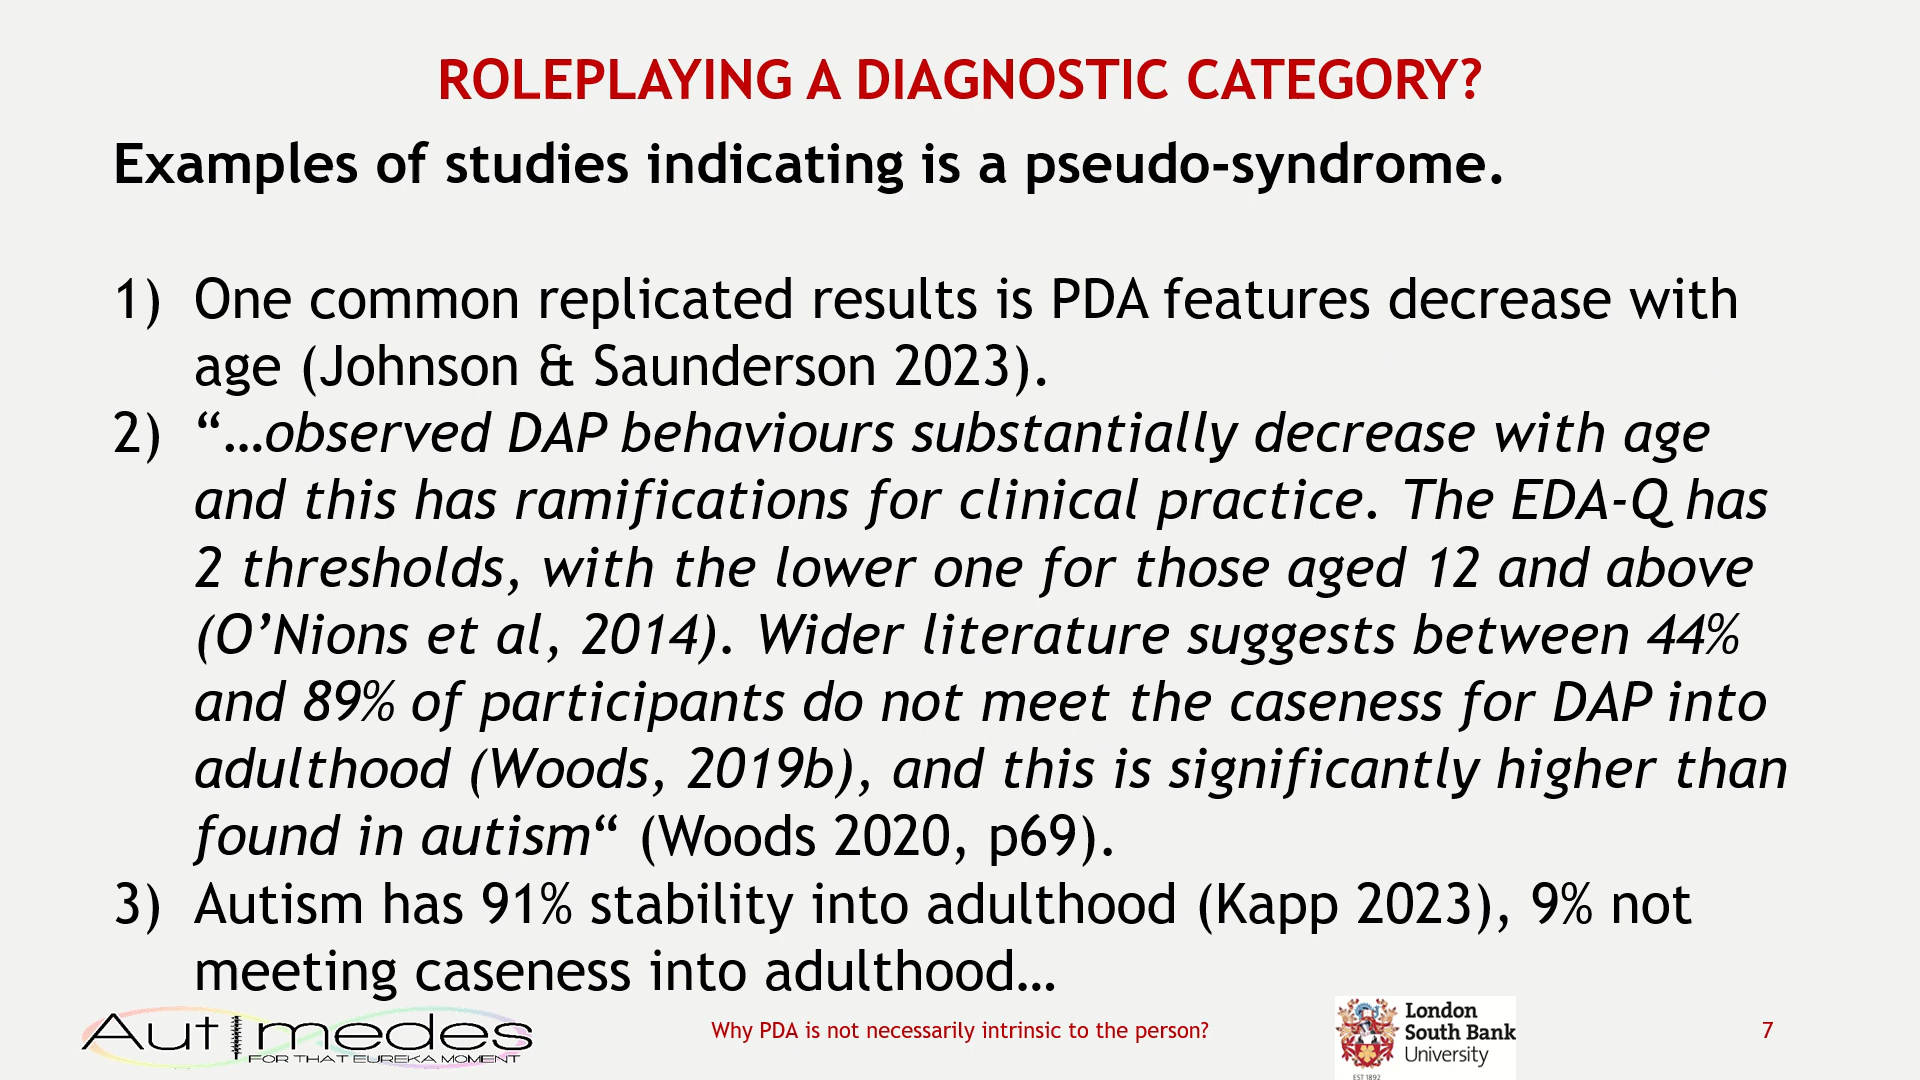 ROLEPLAYING A DIAGNOSTIC CATEGORY?
Examples of studies indicating is a pseudo-syndrome.
1) One common replicated results is PDA features decrease with
age (Johnson & Saunderson 2023).
2) “…observed DAP behaviours substantially decrease with age
and this has ramifications for clinical practice. The EDA-Q has
2 thresholds, with the lower one for those aged 12 and above
(O’Nions et al, 2014). Wider literature suggests between 44%
and 89% of participants do not meet the caseness for DAP into
adulthood (Woods, 2019b), and this is significantly higher than
found in autism“ (Woods 2020, p69).
3) Autism has 91% stability into adulthood (Kapp 2023), 9% not
meeting caseness into adulthood…
Autimedes
FOR THAT EUREKA MOMENT
Why PDA is not necessarily intrinsic to the person?
London
South Bank
University
EST 1892
7